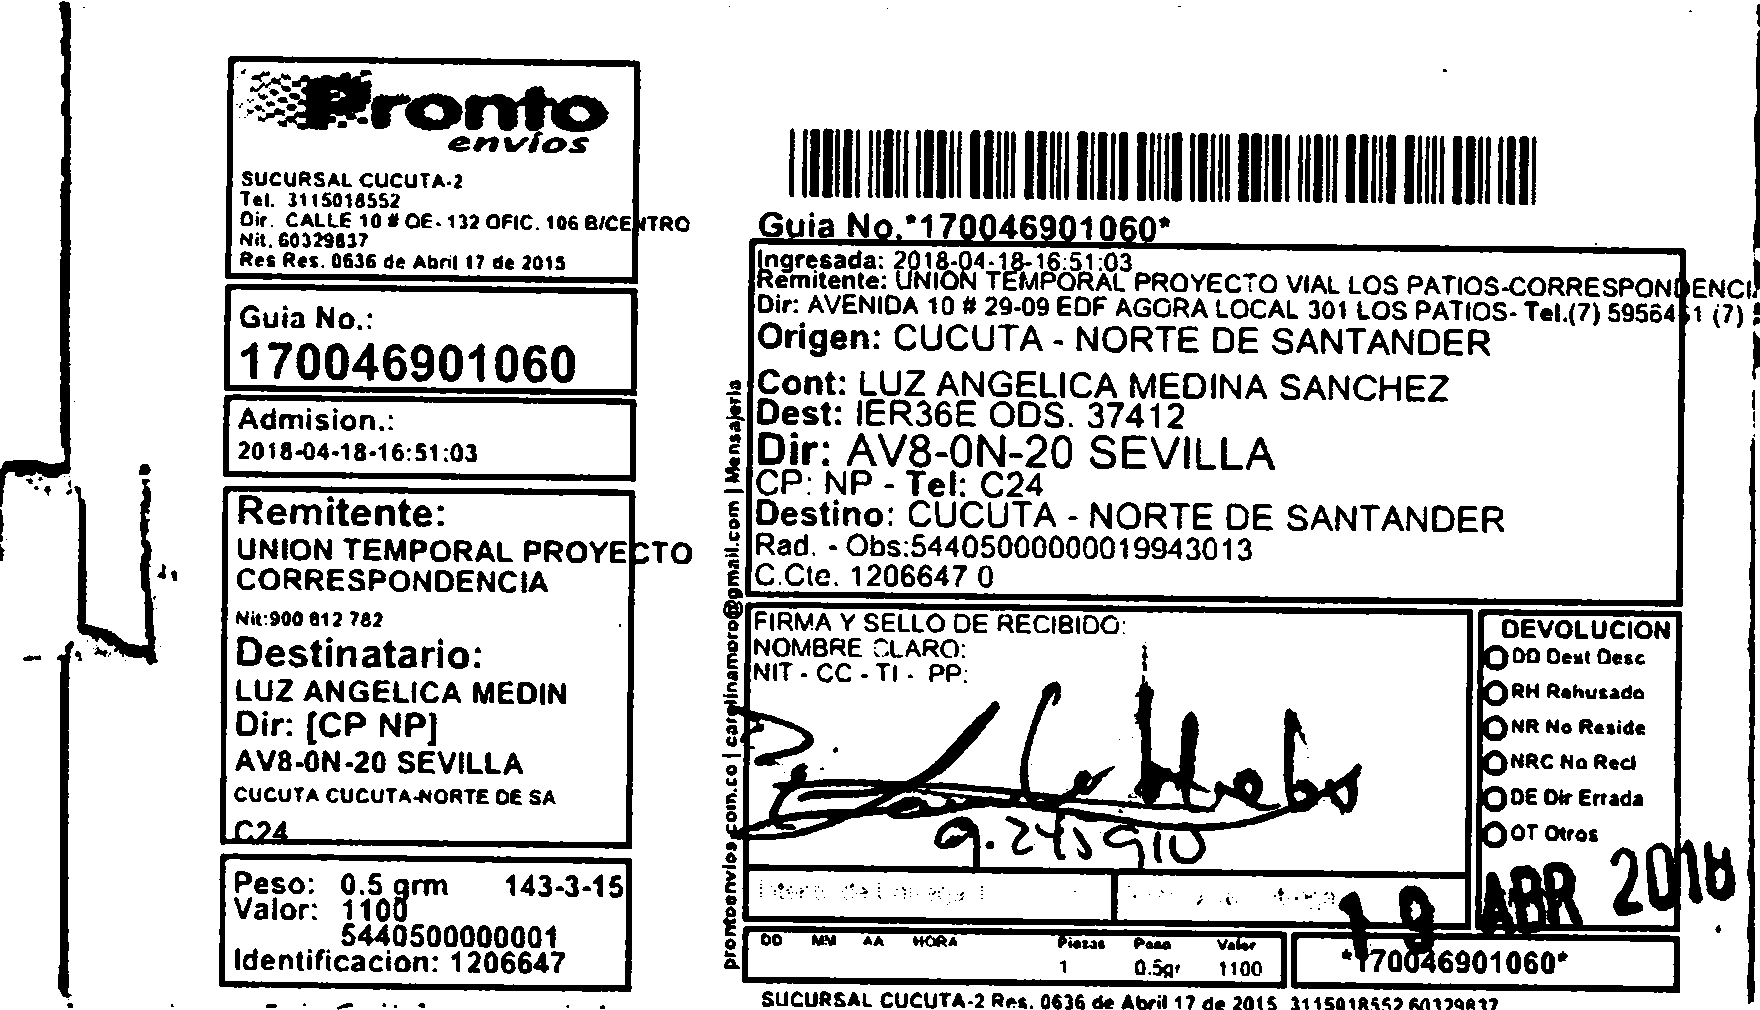 Pronto
envíos
SUCURSAL CUCUTA-2
Tel. 3115018552
Dir. CALLE 10 # OE- 132 OFIC. 106 B/CENTRO
Nit. 60329837
Res Res. 0636 de Abril 17 de 2015
Guia No.:
170046901060
Admision.:
2018-04-18-16:51:03
Remitente:
UNION TEMPORAL PROYECTO
CORRESPONDENCIA
Nit:900 812 782
Destinatario:
LUZ ANGELICA MEDIN
Dir: [CP NP]
AV8-0N-20 SEVILLA
CUCUTA CUCUTA-NORTE DE SA
C24
Peso: 0.5 grm 143-3-15
Valor: 1100
5440500000001
Identificacion: 1206647
prontoenvios.com.co | carolinamoro@gmail.com | Mensajeria
Guia No.*170046901060*
Ingresada: 2018-04-18-16:51:03
Remitente: UNION TEMPORAL PROYECTO VIAL LOS PATIOS-CORRESPONDENCI
Dir: AVENIDA 10 # 29-09 EDF AGORA LOCAL 301 LOS PATIOS- Tel.(7) 5956451 (7)
Origen: CUCUTA - NORTE DE SANTANDER
Cont: LUZ ANGELICA MEDINA SANCHEZ
Dest: IER36E ODS. 37412
Dir: AV8-0N-20 SEVILLA
CP: NP - Tel: C24
Destino: CUCUTA - NORTE DE SANTANDER
Rad. - Obs:54405000000019943013
C.Cte. 1206647 0
FIRMA Y SELLO DE RECIBIDO:
NOMBRE CLARO:
NIT - CC - TI - PP:
DEVOLUCION
DD Dest Desc
RH Rehusado
NR No Reside
NRC No Recl
DE Dir Errada
OT Otros
19 ABR 2018
DD MM AA HORA
Piezas Peso Valor
1 0.5gr 1100
*170046901060*
SUCURSAL CUCUTA-2 Res. 0636 de Abril 17 de 2015 3115018552 60329837